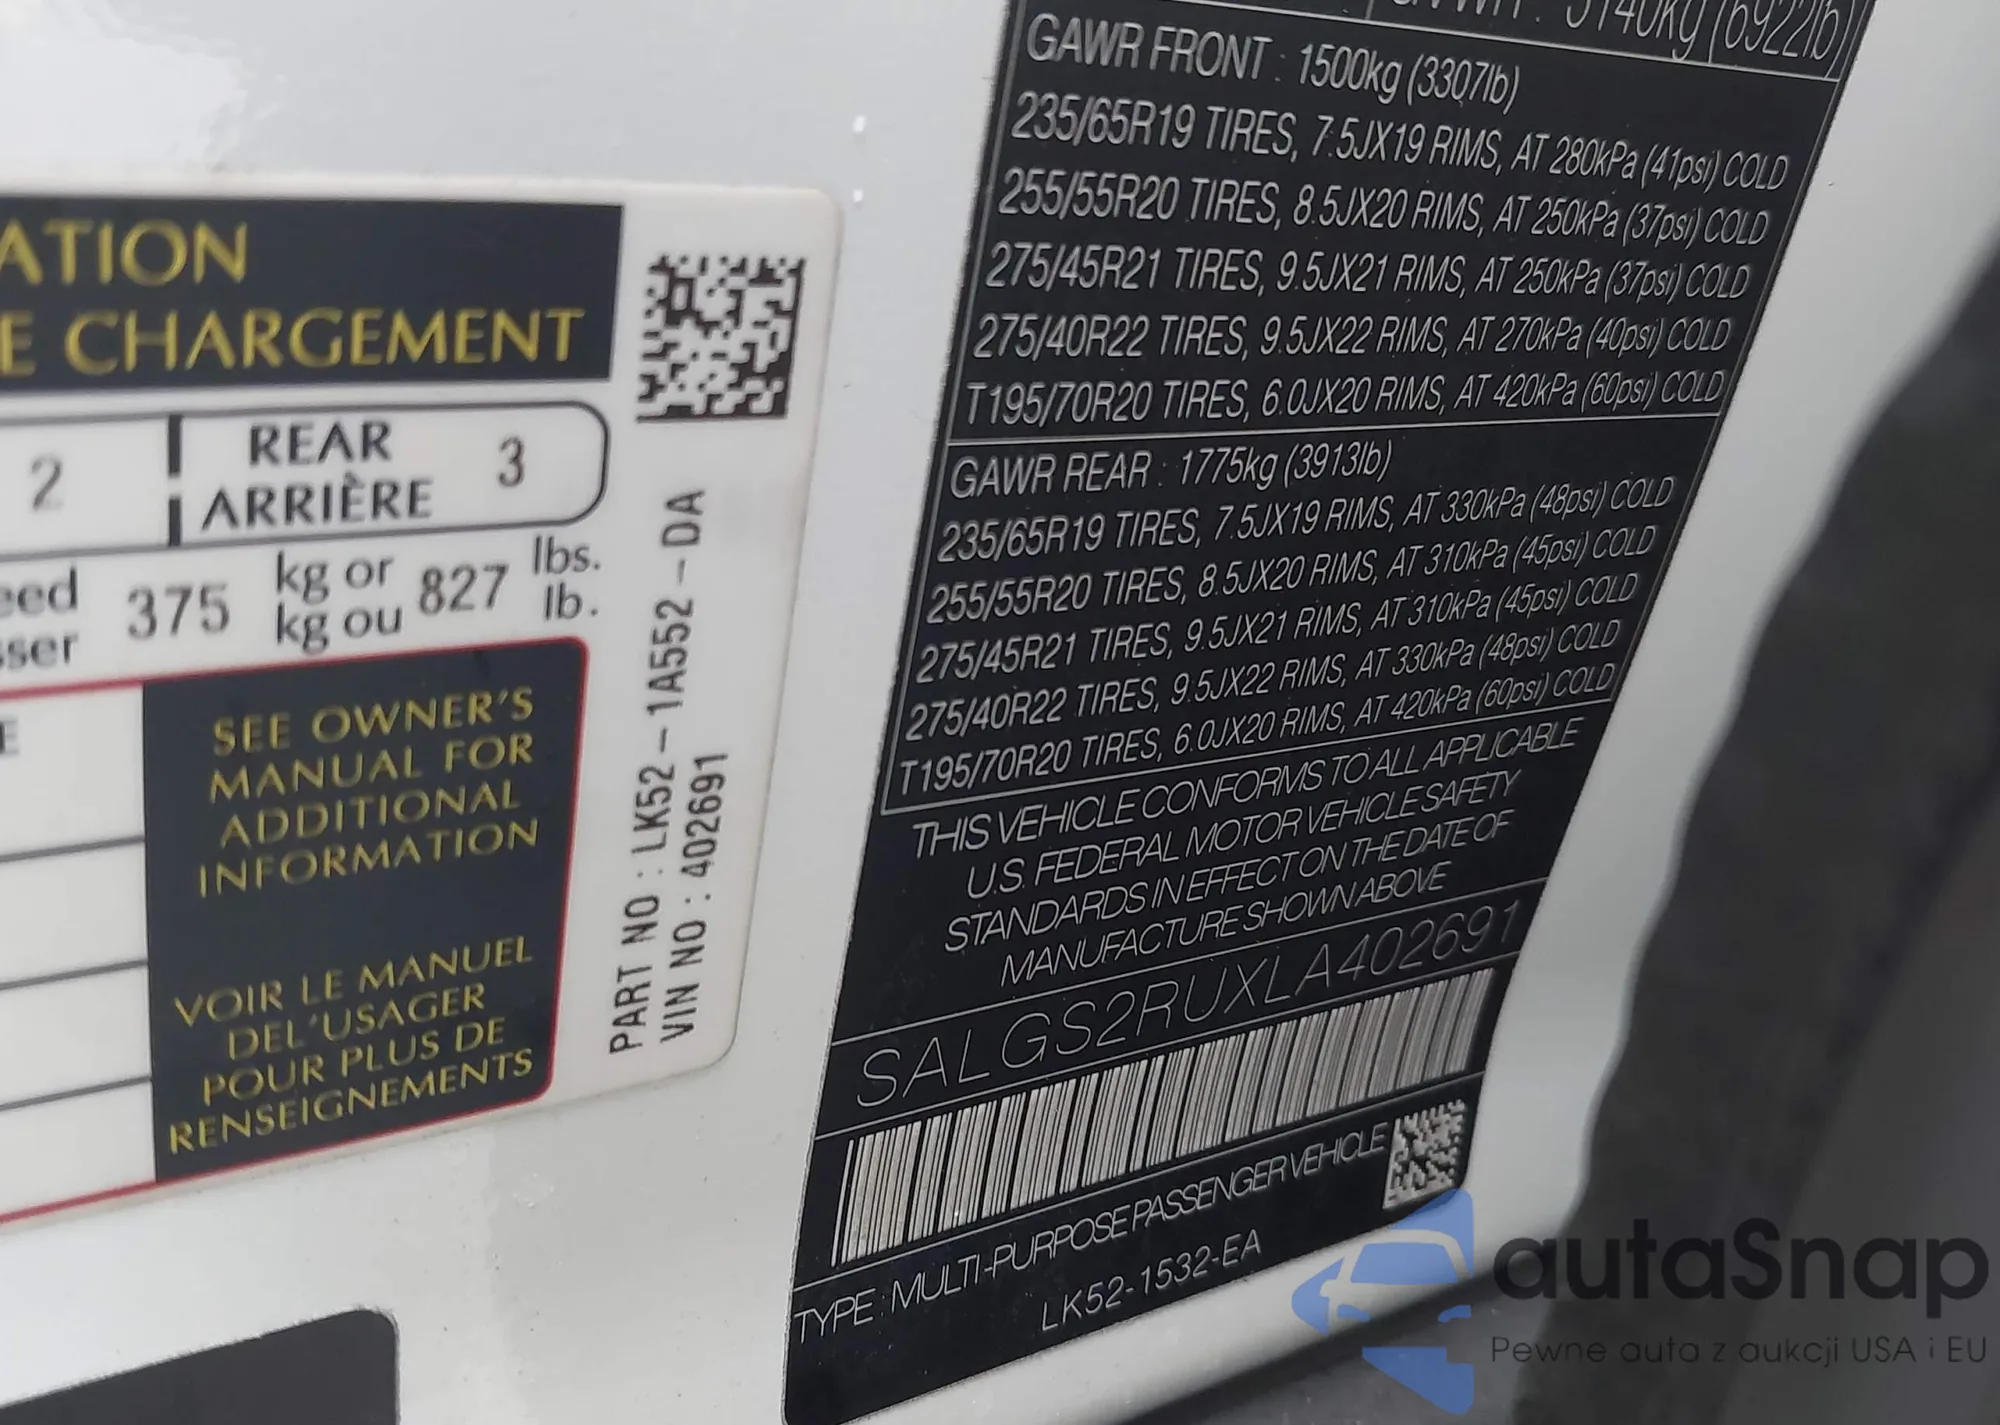 ATION
E CHARGEMENT
2 REAR ARRIÈRE 3
eed
sser 375 kg or kg ou 827 lbs. lb.
E
SEE OWNER'S
MANUAL FOR
ADDITIONAL
INFORMATION
VOIR LE MANUEL
DEL'USAGER
POUR PLUS DE
RENSEIGNEMENTS
PART NO : LK52-1A552-DA
VIN NO : 402691
3140kg (6922lb)
GAWR FRONT : 1500kg (3307lb)
235/65R19 TIRES, 7.5JX19 RIMS, AT 280kPa (41psi) COLD
255/55R20 TIRES, 8.5JX20 RIMS, AT 250kPa (37psi) COLD
275/45R21 TIRES, 9.5JX21 RIMS, AT 250kPa (37psi) COLD
275/40R22 TIRES, 9.5JX22 RIMS, AT 270kPa (40psi) COLD
T195/70R20 TIRES, 6.0JX20 RIMS, AT 420kPa (60psi) COLD
GAWR REAR : 1775kg (3913lb)
235/65R19 TIRES, 7.5JX19 RIMS, AT 330kPa (48psi) COLD
255/55R20 TIRES, 8.5JX20 RIMS, AT 310kPa (45psi) COLD
275/45R21 TIRES, 9.5JX21 RIMS, AT 310kPa (45psi) COLD
275/40R22 TIRES, 9.5JX22 RIMS, AT 330kPa (48psi) COLD
T195/70R20 TIRES, 6.0JX20 RIMS, AT 420kPa (60psi) COLD
THIS VEHICLE CONFORMS TO ALL APPLICABLE
U.S. FEDERAL MOTOR VEHICLE SAFETY
STANDARDS IN EFFECT ON THE DATE OF
MANUFACTURE SHOWN ABOVE
SALGS2RUXLA402691
TYPE : MULTI-PURPOSE PASSENGER VEHICLE
LK52-1532-EA
autaSnap
Pewne auta z aukcji USA i EU